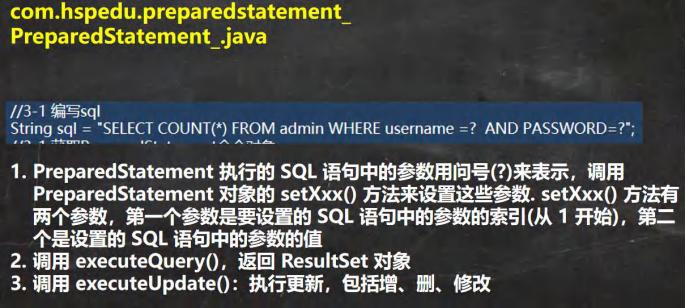 com.hspedu.preparedstatement_
PreparedStatement_.java
//3-1 编写sql
String sql = "SELECT COUNT(*) FROM admin WHERE username =? AND PASSWORD=?";
1. PreparedStatement 执行的 SQL 语句中的参数用问号(?)来表示，调用
PreparedStatement 对象的 setXxx() 方法来设置这些参数. setXxx() 方法有
两个参数，第一个参数是要设置的 SQL 语句中的参数的索引(从 1 开始)，第二
个是设置的 SQL 语句中的参数的值
2. 调用 executeQuery()，返回 ResultSet 对象
3. 调用 executeUpdate()：执行更新，包括增、删、修改